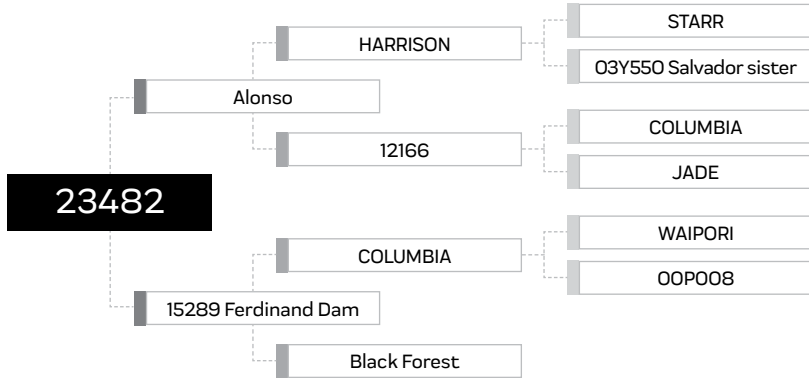 STARR
HARRISON
03Y550 Salvador sister
Alonso
COLUMBIA
12166
JADE
23482
WAIPORI
COLUMBIA
00P008
15289 Ferdinand Dam
Black Forest